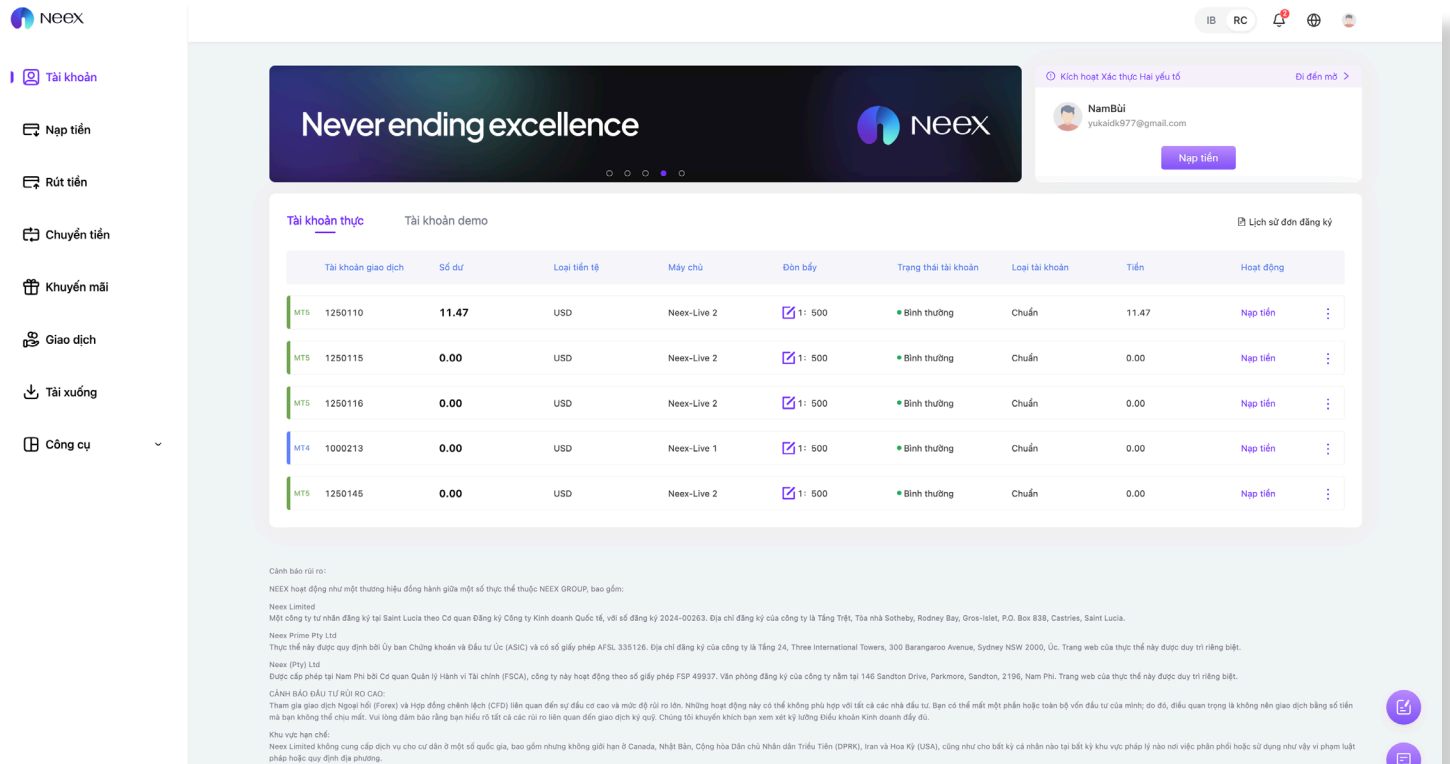 Neex
IB RC 2
Tài khoản
Nạp tiền
Rút tiền
Chuyển tiền
Khuyến mãi
Giao dịch
Tải xuống
Công cụ
Never ending excellence
Neex
Kích hoạt Xác thực Hai yếu tố Đi đến mở
NamBùi
yukaidk977@gmail.com
Nạp tiền
Tài khoản thực Tài khoản demo Lịch sử đơn đăng ký
Tài khoản giao dịch Số dư Loại tiền tệ Máy chủ Đòn bẩy Trạng thái tài khoản Loại tài khoản Tiền Hoạt động
MT5 1250110 11.47 USD Neex-Live 2 1: 500 Bình thường Chuẩn 11.47 Nạp tiền
MT5 1250115 0.00 USD Neex-Live 2 1: 500 Bình thường Chuẩn 0.00 Nạp tiền
MT5 1250116 0.00 USD Neex-Live 2 1: 500 Bình thường Chuẩn 0.00 Nạp tiền
MT4 1000213 0.00 USD Neex-Live 1 1: 500 Bình thường Chuẩn 0.00 Nạp tiền
MT5 1250145 0.00 USD Neex-Live 2 1: 500 Bình thường Chuẩn 0.00 Nạp tiền
Cảnh báo rủi ro:
NEEX hoạt động như một thương hiệu đồng hành giữa một số thực thể thuộc NEEX GROUP, bao gồm:
Neex Limited
Một công ty tư nhân đăng ký tại Saint Lucia theo Cơ quan Đăng ký Công ty Kinh doanh Quốc tế, với số đăng ký 2024-00263. Địa chỉ đăng ký của công ty là Tầng Trệt, Tòa nhà Sotheby, Rodney Bay, Gros-Islet, P.O. Box 838, Castries, Saint Lucia.
Neex Prime Pty Ltd
Thực thể này được quy định bởi Ủy ban Chứng khoán và Đầu tư Úc (ASIC) và có số giấy phép AFSL 335126. Địa chỉ đăng ký của công ty là Tầng 24, Three International Towers, 300 Barangaroo Avenue, Sydney NSW 2000, Úc. Trang web của thực thể này được duy trì riêng biệt.
Neex (Pty) Ltd
Được cấp phép tại Nam Phi bởi Cơ quan Quản lý Hành vi Tài chính (FSCA), công ty này hoạt động theo số giấy phép FSP 49937. Văn phòng đăng ký của công ty nằm tại 146 Sandton Drive, Parkmore, Sandton, 2196, Nam Phi. Trang web của thực thể này được duy trì riêng biệt.
CẢNH BÁO ĐẦU TƯ RỦI RO CAO:
Tham gia giao dịch Ngoại hối (Forex) và Hợp đồng chênh lệch (CFD) liên quan đến sự đầu cơ cao và mức độ rủi ro lớn. Những hoạt động này có thể không phù hợp với tất cả các nhà đầu tư. Bạn có thể mất một phần hoặc toàn bộ vốn đầu tư của mình; do đó, điều quan trọng là không nên giao dịch bằng số tiền
mà bạn không thể chịu mất. Vui lòng đảm bảo rằng bạn hiểu rõ tất cả các rủi ro liên quan đến giao dịch ký quỹ. Chúng tôi khuyến khích bạn xem xét kỹ lưỡng Điều khoản Kinh doanh đầy đủ.
Khu vực hạn chế:
Neex Limited không cung cấp dịch vụ cho cư dân ở một số quốc gia, bao gồm nhưng không giới hạn ở Canada, Nhật Bản, Cộng hòa Dân chủ Nhân dân Triều Tiên (DPRK), Iran và Hoa Kỳ (USA), cũng như cho bất kỳ cá nhân nào tại bất kỳ khu vực pháp lý nào nơi việc phân phối hoặc sử dụng như vậy vi phạm luật
pháp hoặc quy định địa phương.